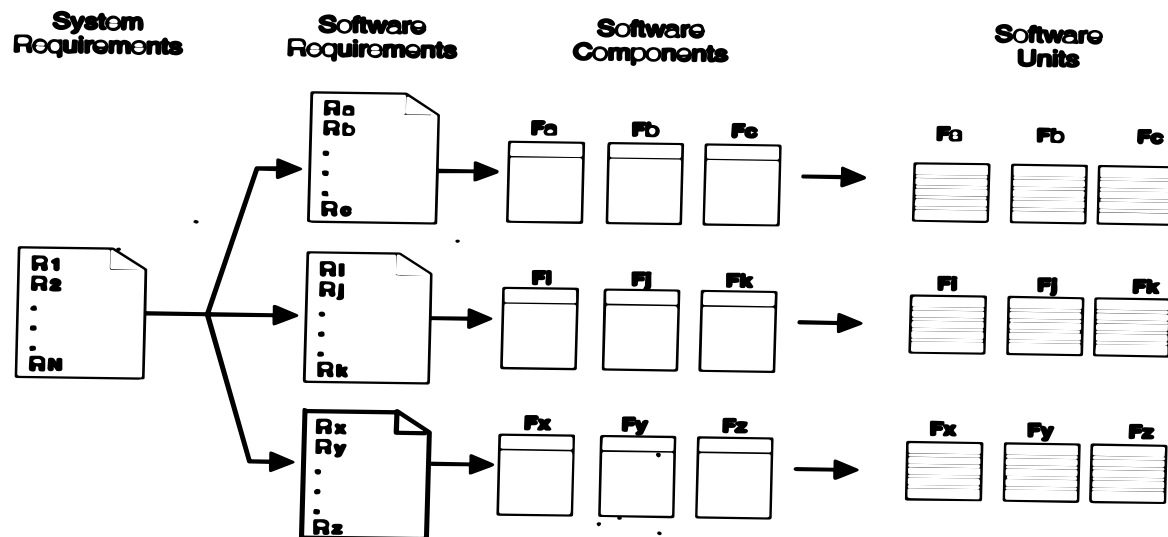 System
Requirements
Software
Requirements
Software
Components
Software
Units
R1
R2
.
.
.
RN
Ra
Rb
.
.
.
Rc
Fa Fb Fc
Fa Fb Fc
Ri
Rj
.
.
.
Rk
Fi Fj Fk
Fi Fj Fk
Rx
Ry
.
.
.
Rz
Fx Fy Fz
Fx Fy Fz